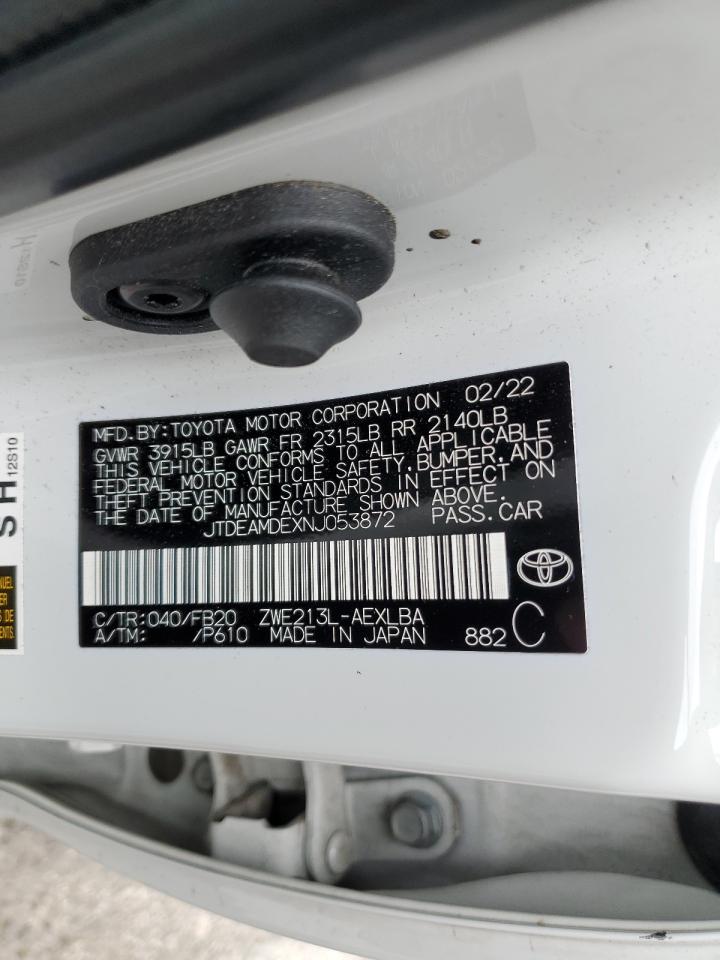 02/22
MFD.BY:TOYOTA MOTOR CORPORATION
GVWR 3915LB GAWR FR 2315LB RR 2140LB
THIS VEHICLE CONFORMS TO ALL APPLICABLE
FEDERAL MOTOR VEHICLE SAFETY,BUMPER,AND
THEFT PREVENTION STANDARDS IN EFFECT ON
THE DATE OF MANUFACTURE SHOWN ABOVE.
JTDEAMDEXNJ053872 PASS.CAR
C/TR:040/FB20 ZWE213L-AEXLBA
A/TM: /P610 MADE IN JAPAN 882 C
SH
12S10